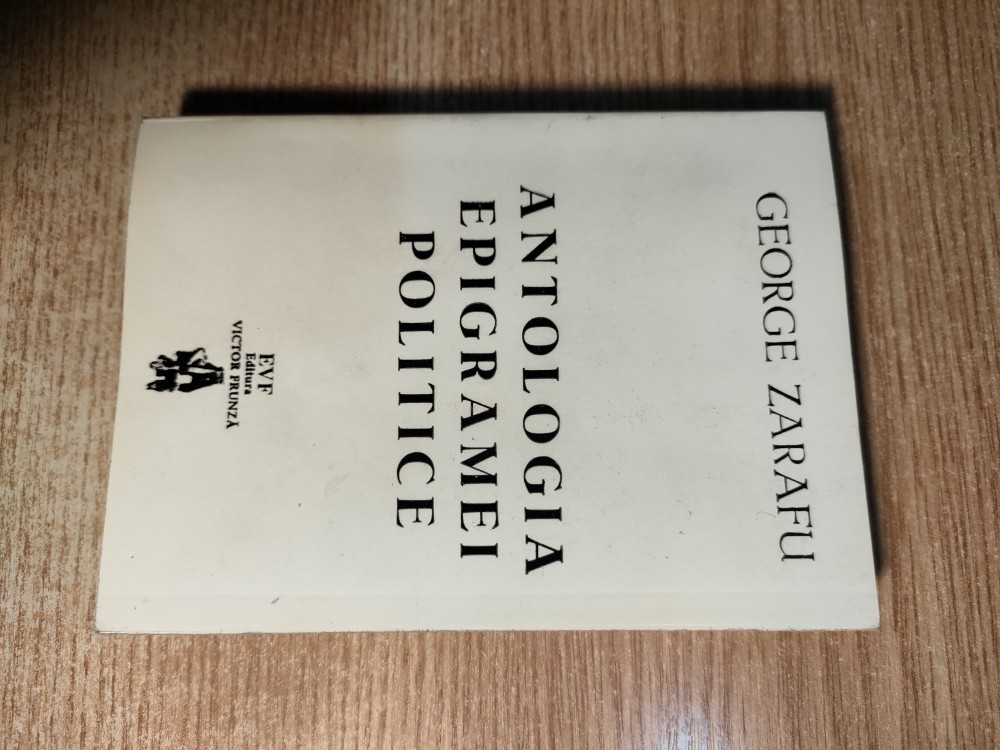 GEORGE ZARAFU
ANTOLOGIA
EPIGRAMEI
POLITICE
EVF
Editura
VICTOR FRUNZĂ